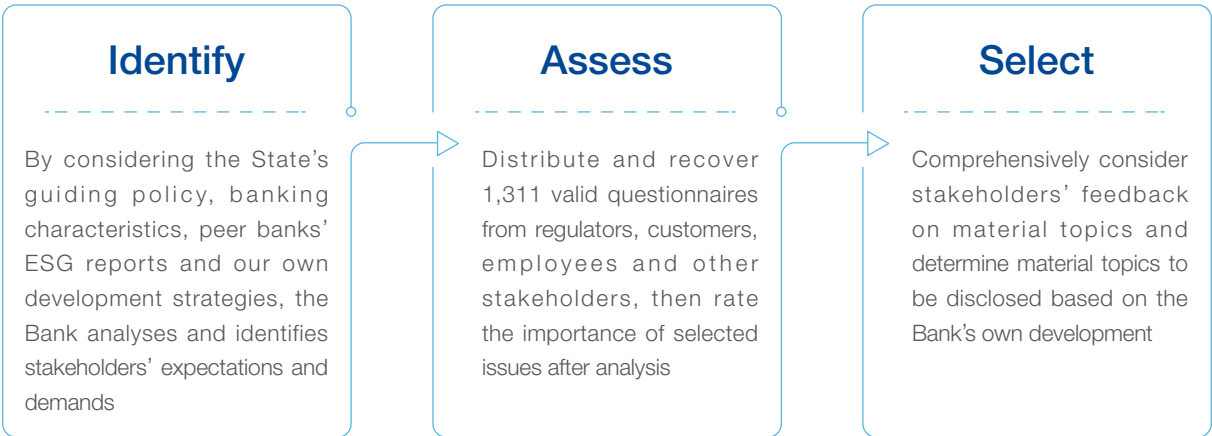 Identify
By considering the State’s
guiding policy, banking
characteristics, peer banks’
ESG reports and our own
development strategies, the
Bank analyses and identifies
stakeholders’ expectations and
demands
Assess
Distribute and recover
1,311 valid questionnaires
from regulators, customers,
employees and other
stakeholders, then rate
the importance of selected
issues after analysis
Select
Comprehensively consider
stakeholders’ feedback
on material topics and
determine material topics to
be disclosed based on the
Bank’s own development